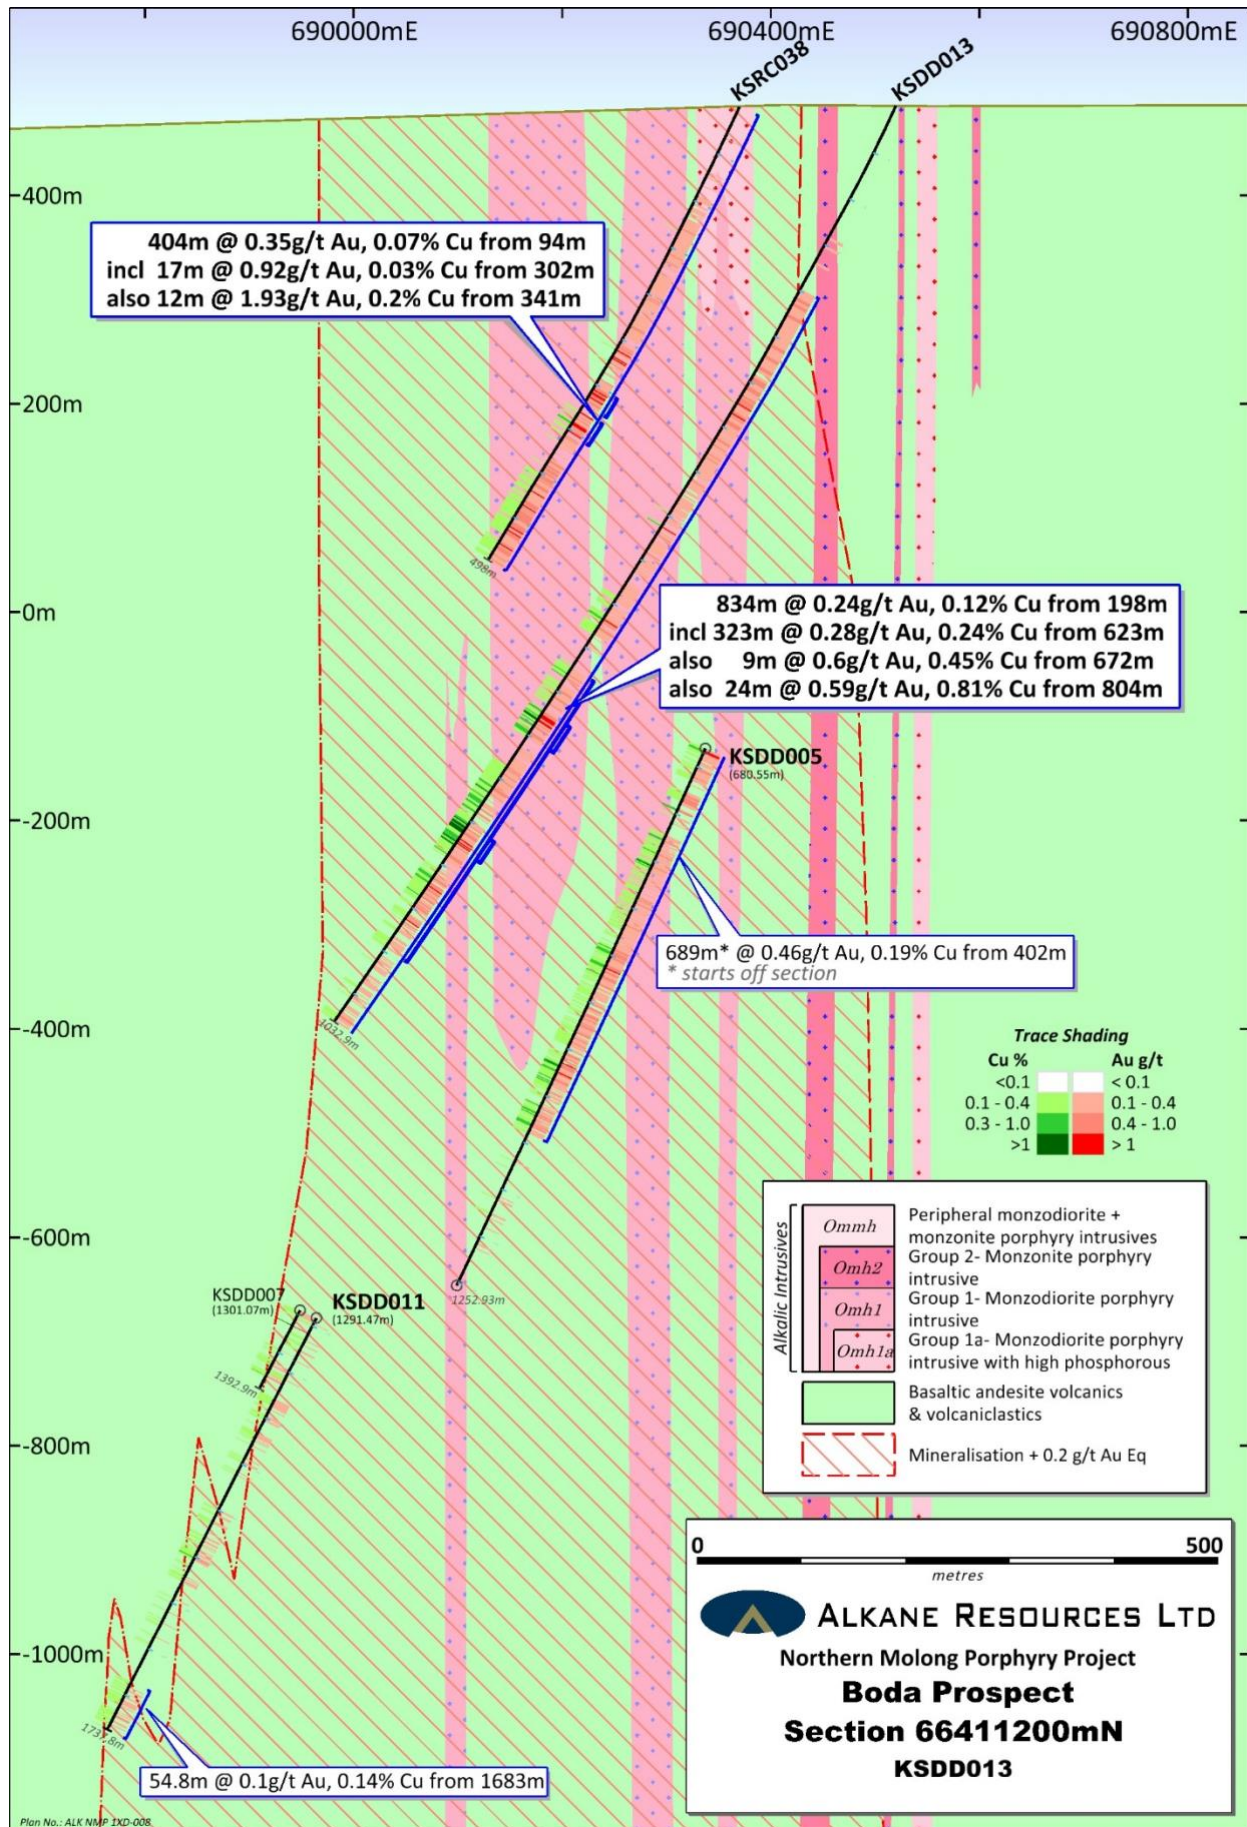 690000mE
690400mE
690800mE
KSRC038
KSDD013
-400m
404m @ 0.35g/t Au, 0.07% Cu from 94m
incl 17m @ 0.92g/t Au, 0.03% Cu from 302m
also 12m @ 1.93g/t Au, 0.2% Cu from 341m
200m
498m
0m
834m @ 0.24g/t Au, 0.12% Cu from 198m
incl 323m @ 0.28g/t Au, 0.24% Cu from 623m
also 9m @ 0.6g/t Au, 0.45% Cu from 672m
also 24m @ 0.59g/t Au, 0.81% Cu from 804m
KSDD005
(680.55m)
-200m
689m* @ 0.46g/t Au, 0.19% Cu from 402m
* starts off section
1032.9m
-400m
Trace Shading
Cu % Au g/t
<0.1 < 0.1
0.1 - 0.4 0.1 - 0.4
0.3 - 1.0 0.4 - 1.0
>1 > 1
-600m
1252.93m
KSDD007
(1301.07m)
KSDD011
(1291.47m)
1392.9m
Alkalic Intrusives
Ommh Peripheral monzodiorite +
monzonite porphyry intrusives
Omh2 Group 2- Monzonite porphyry
intrusive
Omh1 Group 1- Monzodiorite porphyry
intrusive
Omh1a Group 1a- Monzodiorite porphyry
intrusive with high phosphorous
Basaltic andesite volcanics
& volcaniclastics
Mineralisation + 0.2 g/t Au Eq
-800m
-1000m
54.8m @ 0.1g/t Au, 0.14% Cu from 1683m
0 500
metres
ALKANE RESOURCES LTD
Northern Molong Porphyry Project
Boda Prospect
Section 66411200mN
KSDD013
Plan No.: ALK NMP 1XD-008